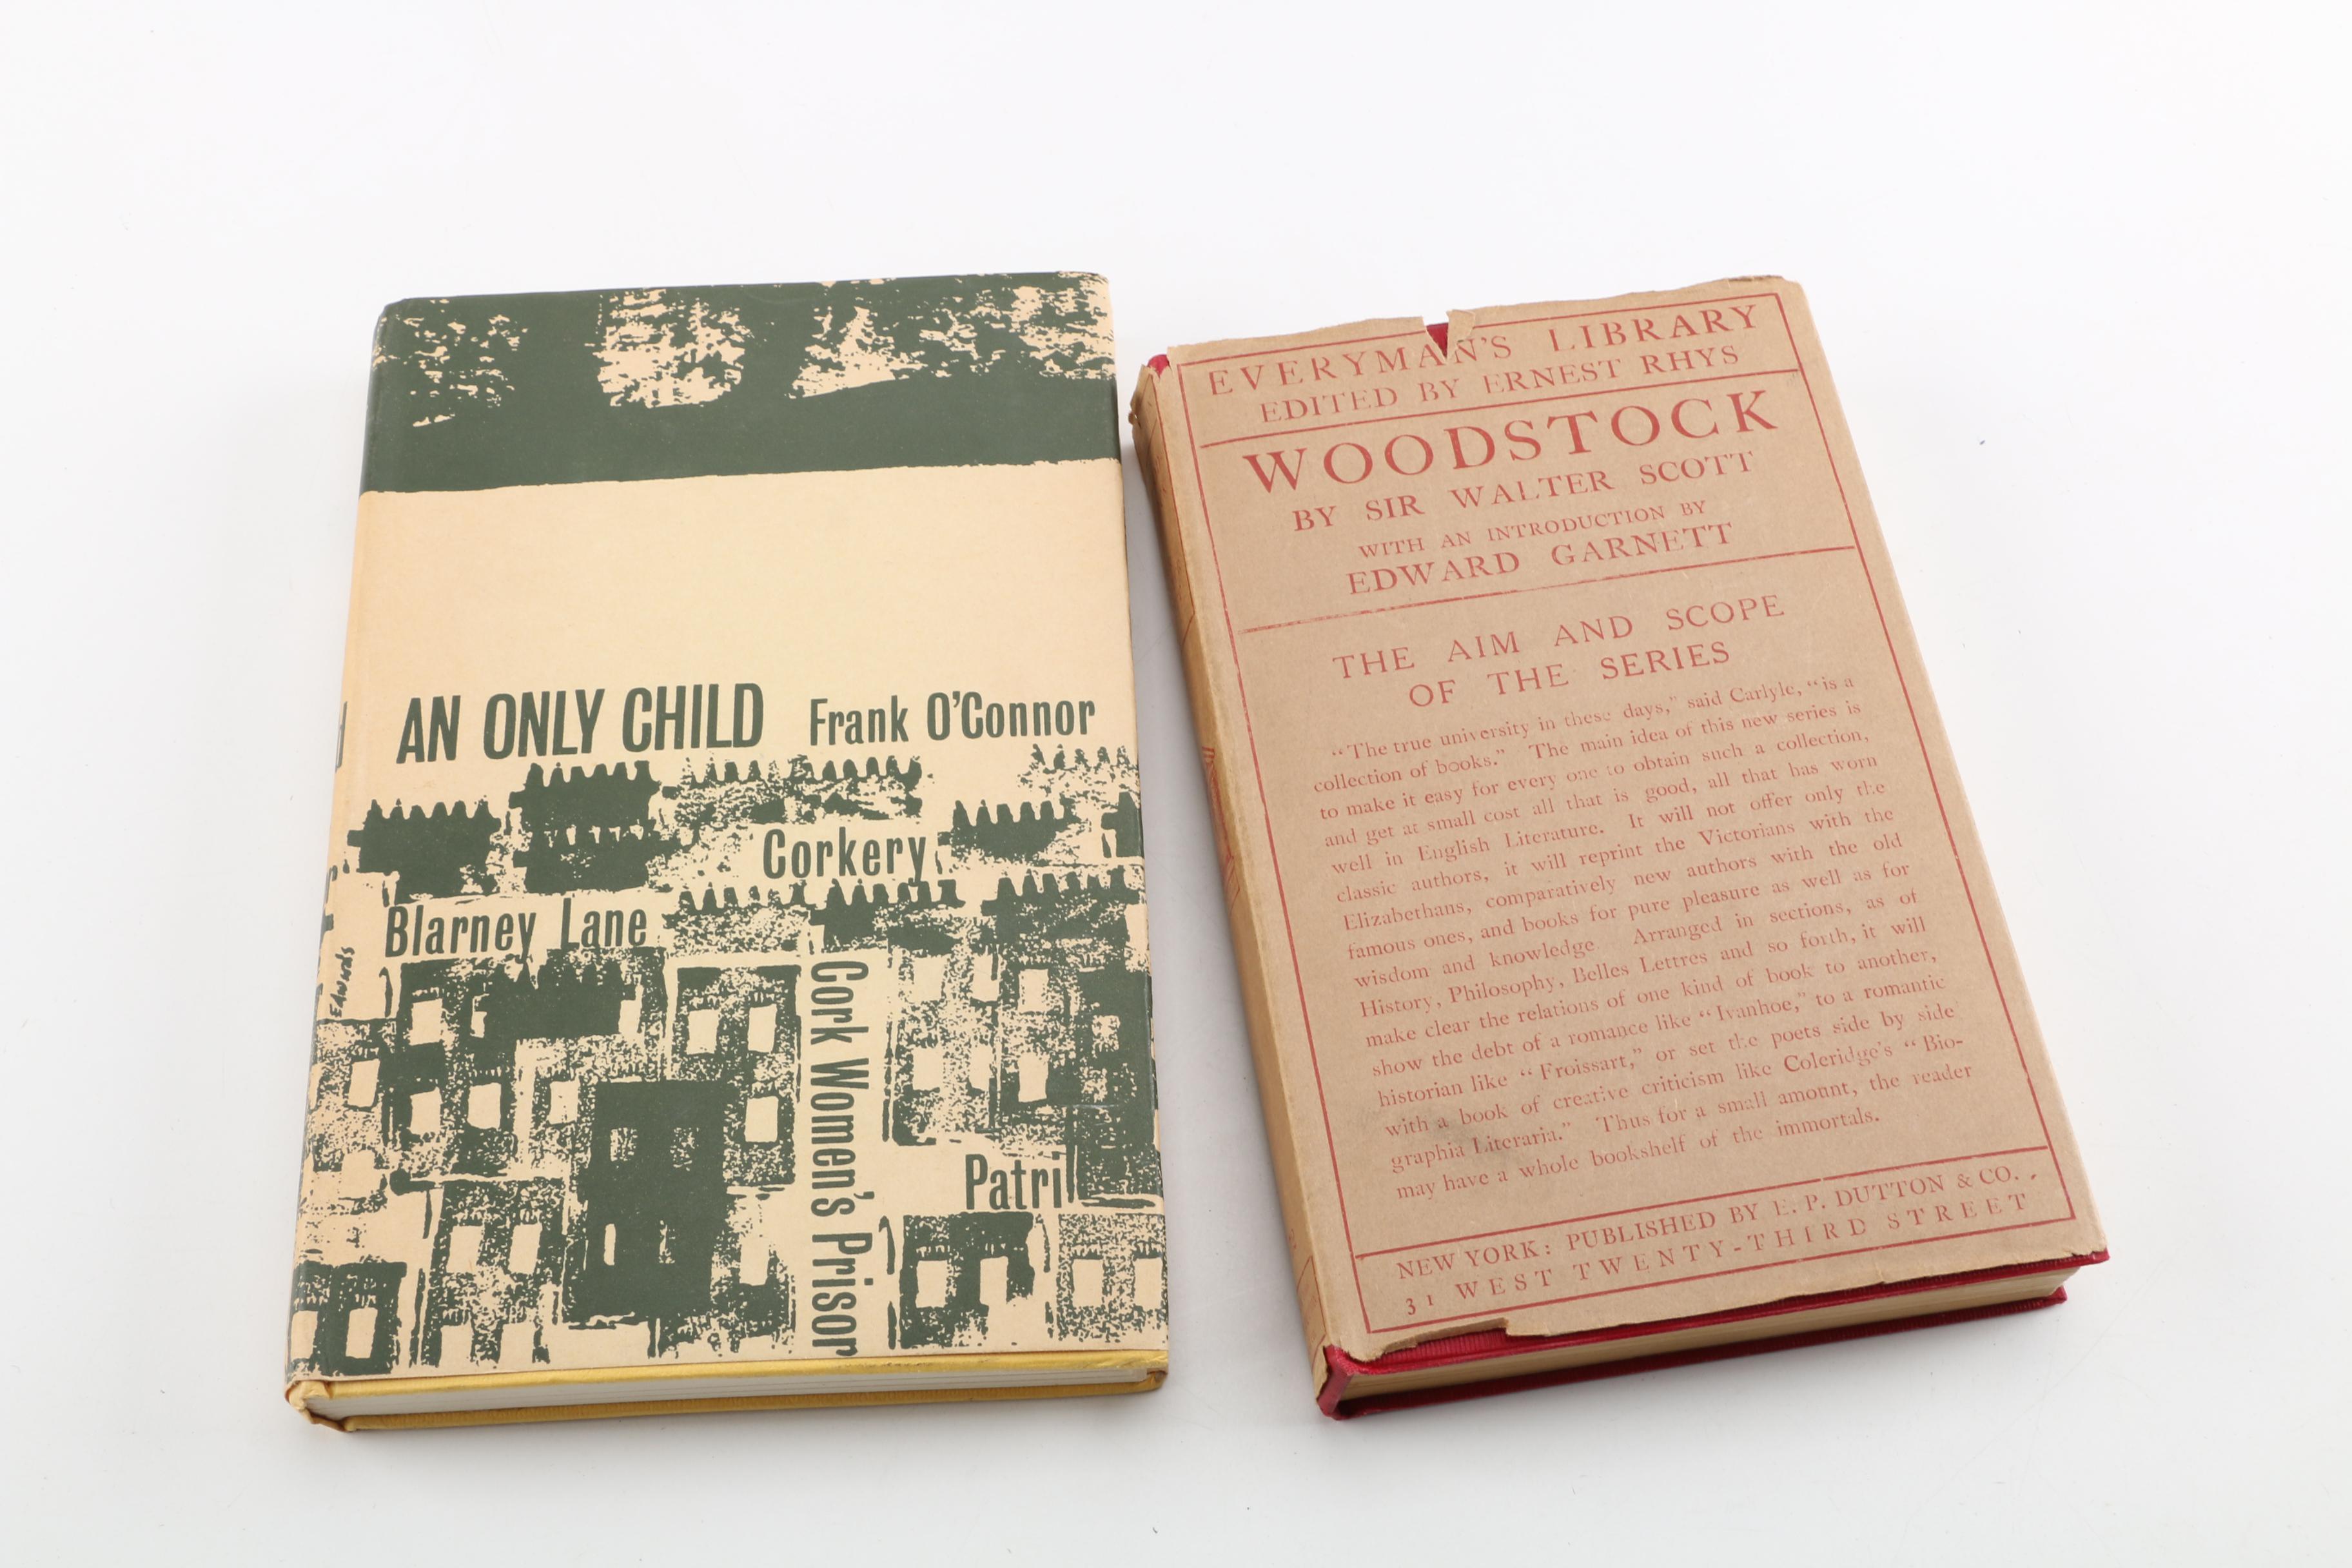 AN ONLY CHILD Frank O'Connor
Corkery
Blarney Lane
Cork Women's Prison
Patri
Edwards
EVERYMAN'S LIBRARY
EDITED BY ERNEST RHYS
WOODSTOCK
BY SIR WALTER SCOTT
WITH AN INTRODUCTION BY
EDWARD GARNETT
THE AIM AND SCOPE
OF THE SERIES
"The true university in these days," said Carlyle, "is a
collection of books." The main idea of this new series is
to make it easy for every one to obtain such a collection,
and get at small cost all that is good, all that has worn
well in English Literature. It will not offer only the
classic authors, it will reprint the Victorians with the
Elizabethans, comparatively new authors with the old
famous ones, and books for pure pleasure as well as for
wisdom and knowledge Arranged in sections, as of
History, Philosophy, Belles Lettres and so forth, it will
make clear the relations of one kind of book to another,
show the debt of a romance like "Ivanhoe," to a romantic
historian like "Froissart," or set the poets side by side
with a book of creative criticism like Coleridge's "Bio-
graphia Literaria." Thus for a small amount, the reader
may have a whole bookshelf of the immortals.
NEW YORK: PUBLISHED BY E. P. DUTTON & CO.,
31 WEST TWENTY-THIRD STREET